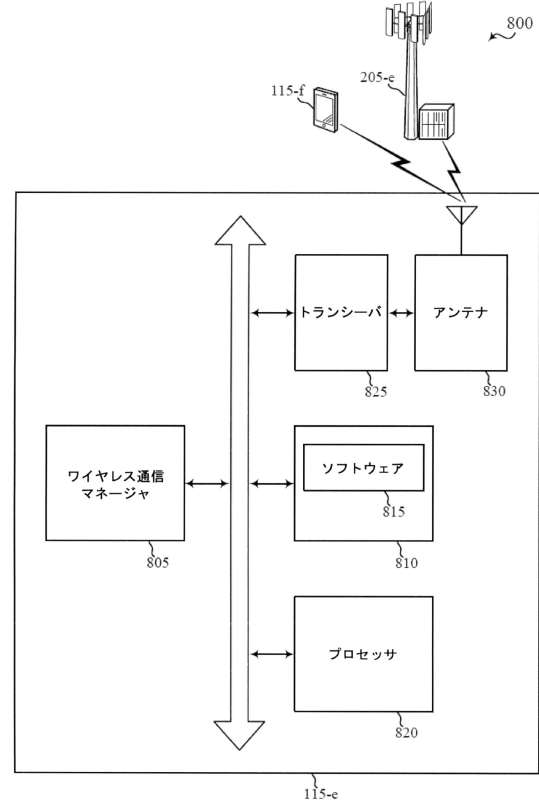 800
205-e
115-f
トランシーバ
アンテナ
825
830
ワイヤレス通信
マネージャ
ソフトウェア
815
805
810
プロセッサ
820
115-e